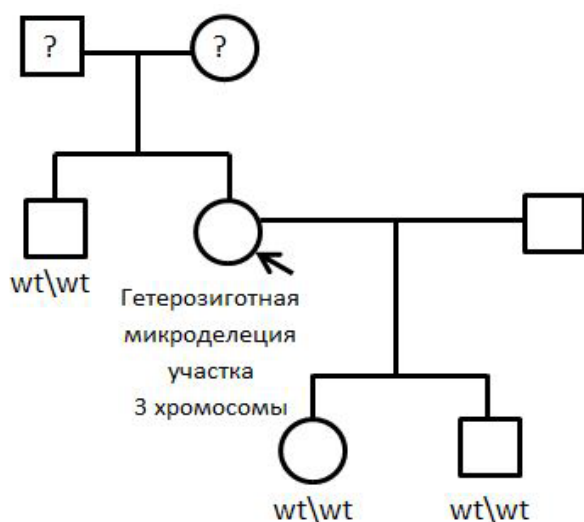 ?
?
wt\wt
Гетерозиготная
микроделеция
участка
3 хромосомы
wt\wt
wt\wt